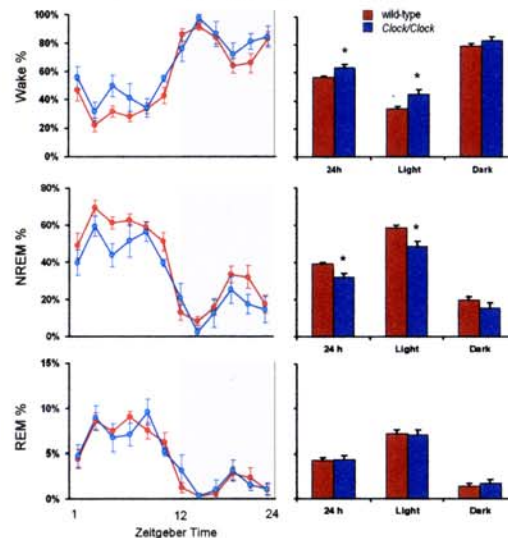 wild-type
Clock/Clock
Wake %
100%
80%
60%
40%
20%
0%
*
*
24h
Light
Dark
NREM %
80%
60%
40%
20%
0%
*
*
24 h
Light
Dark
REM %
15%
10%
5%
0%
1
12
24
Zeitgeber Time
24 h
Light
Dark